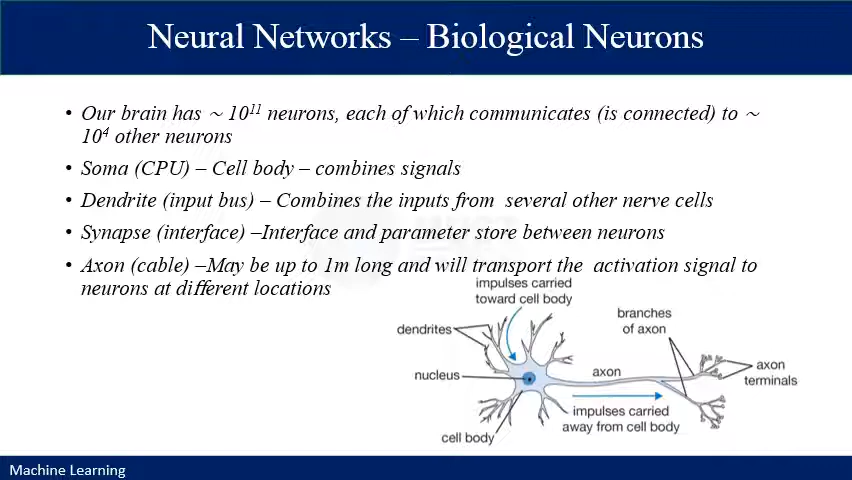 Neural Networks – Biological Neurons
• Our brain has ~ 10¹¹ neurons, each of which communicates (is connected) to ~
10⁴ other neurons
• Soma (CPU) – Cell body – combines signals
• Dendrite (input bus) – Combines the inputs from several other nerve cells
• Synapse (interface) –Interface and parameter store between neurons
• Axon (cable) –May be up to 1m long and will transport the activation signal to
neurons at different locations
impulses carried
toward cell body
branches
of axon
dendrites
nucleus
axon
axon
terminals
impulses carried
away from cell body
cell body
Machine Learning